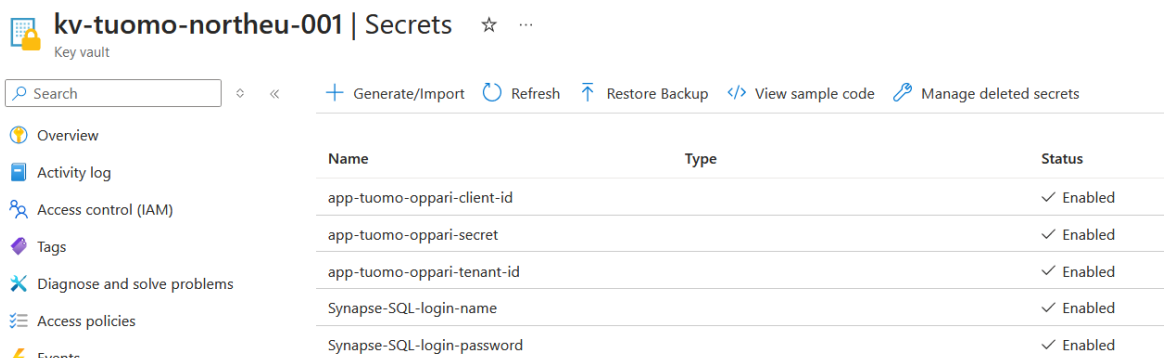 kv-tuomo-northeu-001 | Secrets ☆ ...
Key vault
Search
Generate/Import Refresh Restore Backup View sample code Manage deleted secrets
Overview
Activity log
Access control (IAM)
Tags
Diagnose and solve problems
Access policies
Events
Name Type Status
app-tuomo-oppari-client-id Enabled
app-tuomo-oppari-secret Enabled
app-tuomo-oppari-tenant-id Enabled
Synapse-SQL-login-name Enabled
Synapse-SQL-login-password Enabled